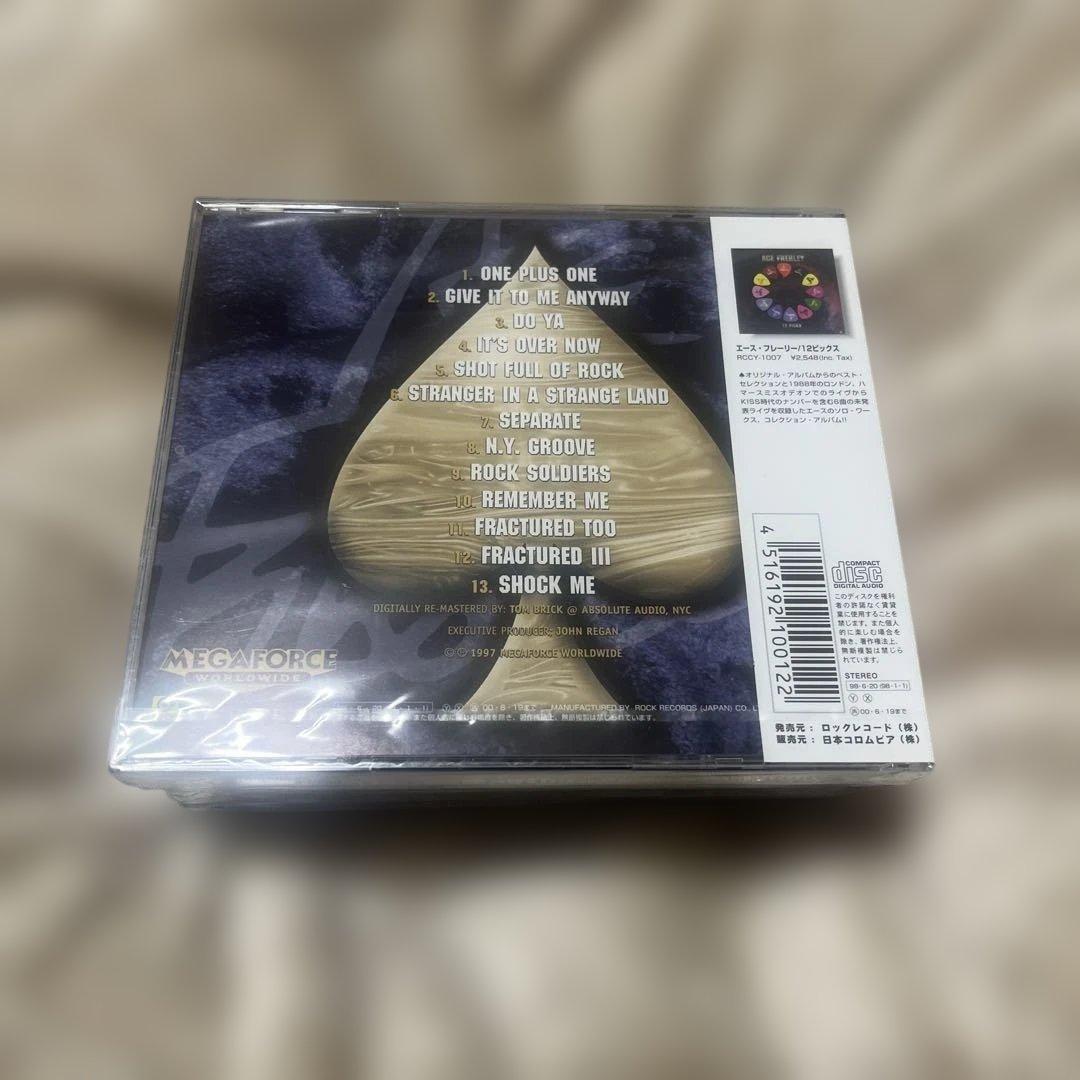 1. ONE PLUS ONE
2. GIVE IT TO ME ANYWAY
3. DO YA
4. IT'S OVER NOW
5. SHOT FULL OF ROCK
6. STRANGER IN A STRANGE LAND
7. SEPARATE
8. N.Y. GROOVE
9. ROCK SOLDIERS
10. REMEMBER ME
11. FRACTURED TOO
12. FRACTURED III
13. SHOCK ME
DIGITALLY RE-MASTERED BY: TOM BRICK @ ABSOLUTE AUDIO, NYC
EXECUTIVE PRODUCER: JOHN REGAN
©℗ 1997 MEGAFORCE WORLDWIDE
MEGAFORCE
WORLDWIDE
Ⓨ Ⓧ 00・6・19まで MANUFACTURED BY ROCK RECORDS (JAPAN) CO.,
ACE FREHLEY
12 PICKS
エース・フレーリー/12ピックス
RCCY-1007 ¥2,548(Inc. Tax)
♠オリジナル・アルバムからのベスト・
セレクションと1988年のロンドン、ハ
マースミスオデオンでのライヴから
KISS時代のナンバーを含む6曲の未発
表ライヴを収録したエースのソロ・ワー
クス、コレクション・アルバム!!
4 516192 100122
COMPACT
disc
DIGITAL AUDIO
このディスクを権利
者の許諾なく賃貸
業に使用することを
禁じます。また個人
的に楽しむ場合を
除き、著作権法上、
無断複製は禁じら
れています。
STEREO
98・6・20 (98・1・1)
Ⓨ Ⓧ
00・6・19まで
発売元: ロックレコード (株)
販売元: 日本コロムビア (株)